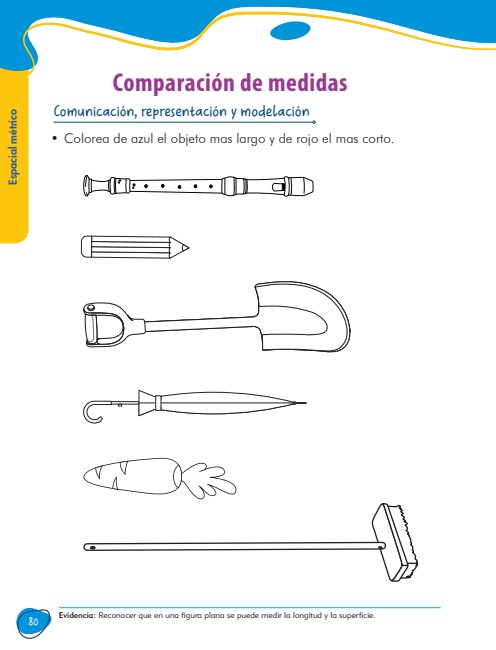 Comparación de medidas
Comunicación, representación y modelación
Espacial métrico
• Colorea de azul el objeto mas largo y de rojo el mas corto.
Evidencia: Reconocer que en una figura plana se puede medir la longitud y la superficie.
80